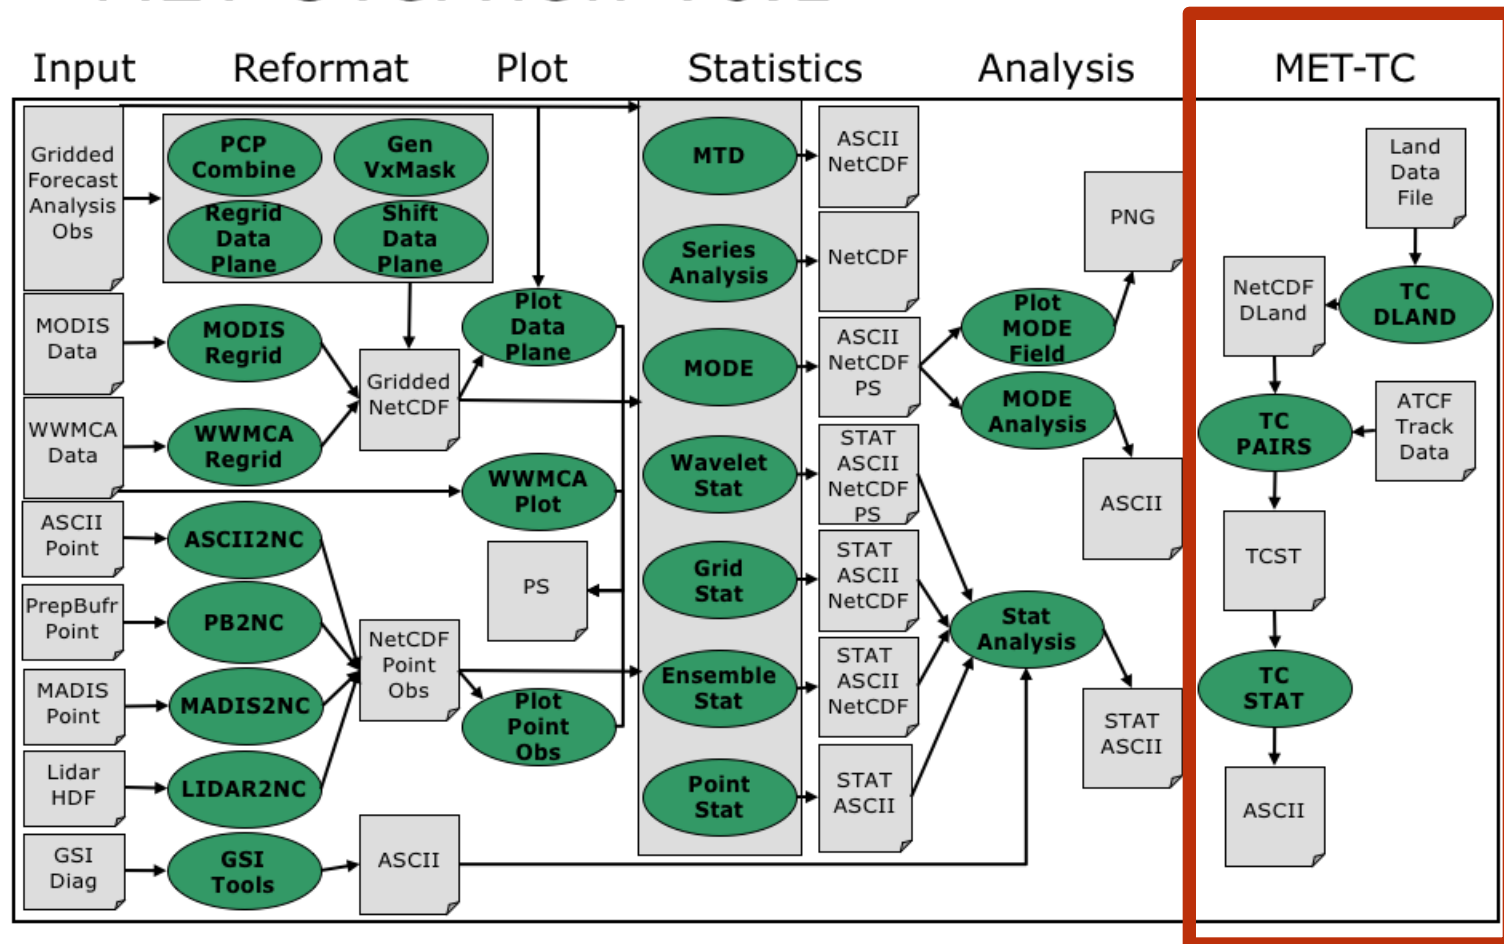 Input
Reformat
Plot
Statistics
Analysis
MET-TC
Gridded
Forecast
Analysis
Obs
MODIS
Data
WWMCA
Data
ASCII
Point
PrepBufr
Point
MADIS
Point
Lidar
HDF
GSI
Diag
PCP
Combine
Gen
VxMask
Regrid
Data
Plane
Shift
Data
Plane
MODIS
Regrid
WWMCA
Regrid
ASCII2NC
PB2NC
MADIS2NC
LIDAR2NC
GSI
Tools
Gridded
NetCDF
NetCDF
Point
Obs
ASCII
Plot
Data
Plane
WWMCA
Plot
PS
Plot
Point
Obs
MTD
Series
Analysis
MODE
Wavelet
Stat
Grid
Stat
Ensemble
Stat
Point
Stat
ASCII
NetCDF
NetCDF
ASCII
NetCDF
PS
STAT
ASCII
NetCDF
PS
STAT
ASCII
NetCDF
STAT
ASCII
NetCDF
STAT
ASCII
PNG
Plot
MODE
Field
MODE
Analysis
ASCII
Stat
Analysis
STAT
ASCII
Land
Data
File
NetCDF
DLand
TC
DLAND
TC
PAIRS
ATCF
Track
Data
TCST
TC
STAT
ASCII